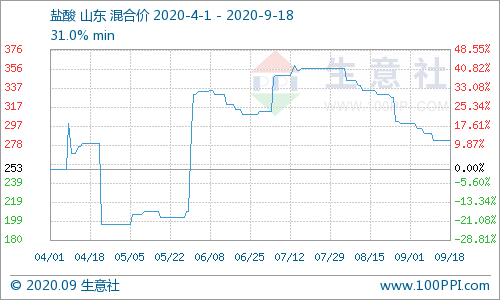 盐酸 山东 混合价 2020-4-1 - 2020-9-18
31.0% min
376 48.55%
356 40.82%
337 33.08%
317 25.34%
297 17.61%
278 9.87%
253 0.00%
239 -5.60%
219 -13.34%
199 -21.08%
180 -28.81%
生意社
100PPI.com
04/01 04/18 05/05 05/22 06/08 06/25 07/12 07/29 08/15 09/01 09/18
© 2020.09 生意社 www.100PPI.com